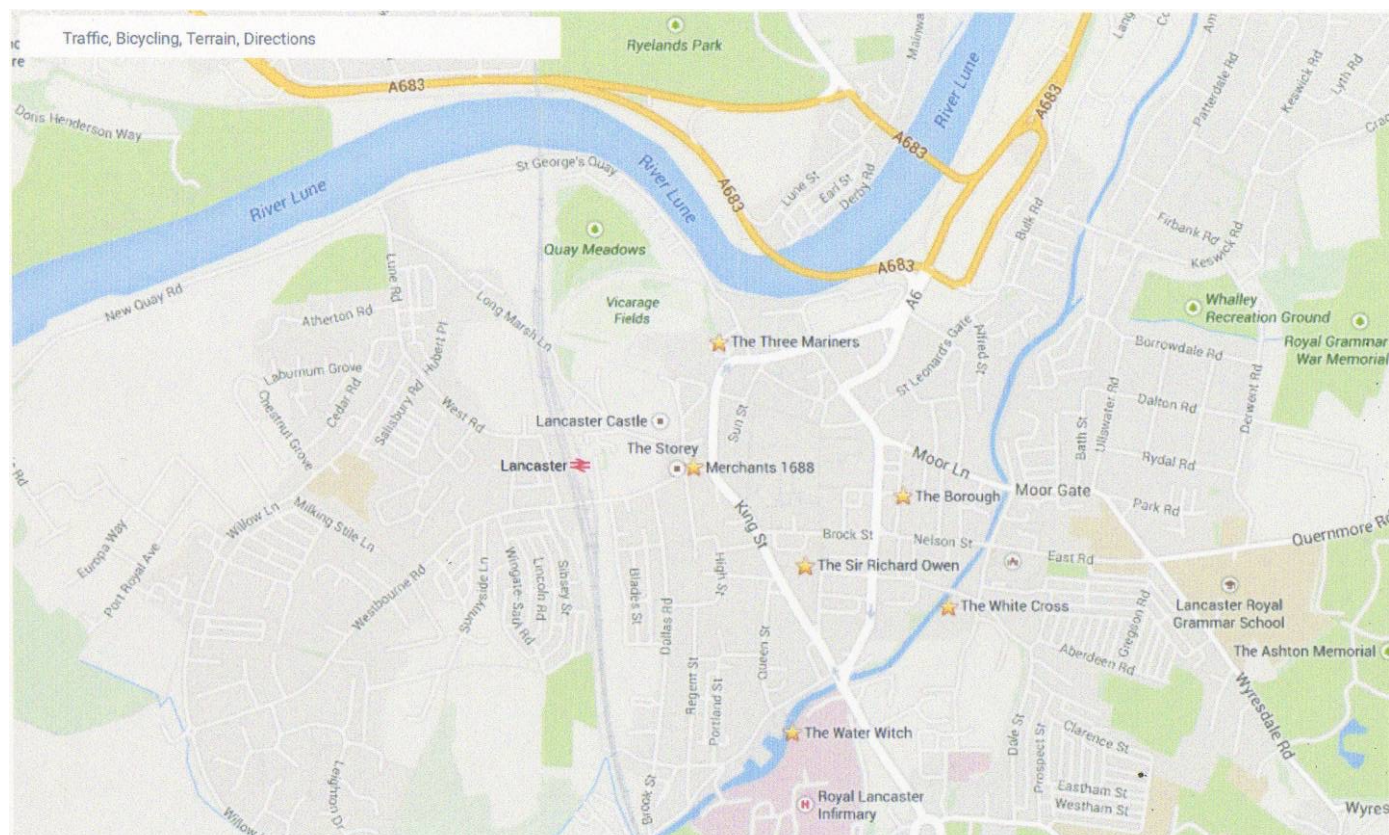 Traffic, Bicycling, Terrain, Directions
Ryelands Park
A683
Doris Henderson Way
River Lune
St George's Quay
River Lune
A683
Lune St
Earl St
Derby Rd
A683
River Lune
A683
Patterdale Rd
Keswick Rd
Lyth Rd
Bulk Rd
Firbank Rd
Keswick Rd
Quay Meadows
A683
A6
New Quay Rd
Lune Rd
Long Marsh Ln
Vicarage
Fields
Whalley
Recreation Ground
Royal Grammar
War Memorial
Atherton Rd
Hubert Pl
The Three Mariners
St Leonard's Gate
Alfred St
Borrowdale Rd
Laburnum Grove
Cedar Rd
Salisbury Rd
Chestnut Grove
West Rd
Lancaster Castle
Sun St
Bath St
Ullswater Rd
Dalton Rd
Derwent Rd
The Storey
Lancaster
Merchants 1688
Moor Ln
Rydal Rd
Moor Gate
The Borough
Park Rd
Willow Ln
Milking Stile Ln
King St
Europa Way
Port Royal Ave
Brock St
Nelson St
East Rd
Quernmore Rd
Westbourne Rd
Sunnyside Ln
Wingate-Saul Rd
Lincoln Rd
Sibsey St
Blades St
Dallas Rd
High St
The Sir Richard Owen
The White Cross
Lancaster Royal
Grammar School
Gregson Rd
Aberdeen Rd
The Ashton Memorial
Queen St
Regent St
Portland St
Wyresdale Rd
The Water Witch
Dale St
Prospect St
Clarence St
Leighton Dr
Brook St
Royal Lancaster
Infirmary
H
Eastham St
Westham St
Wyres